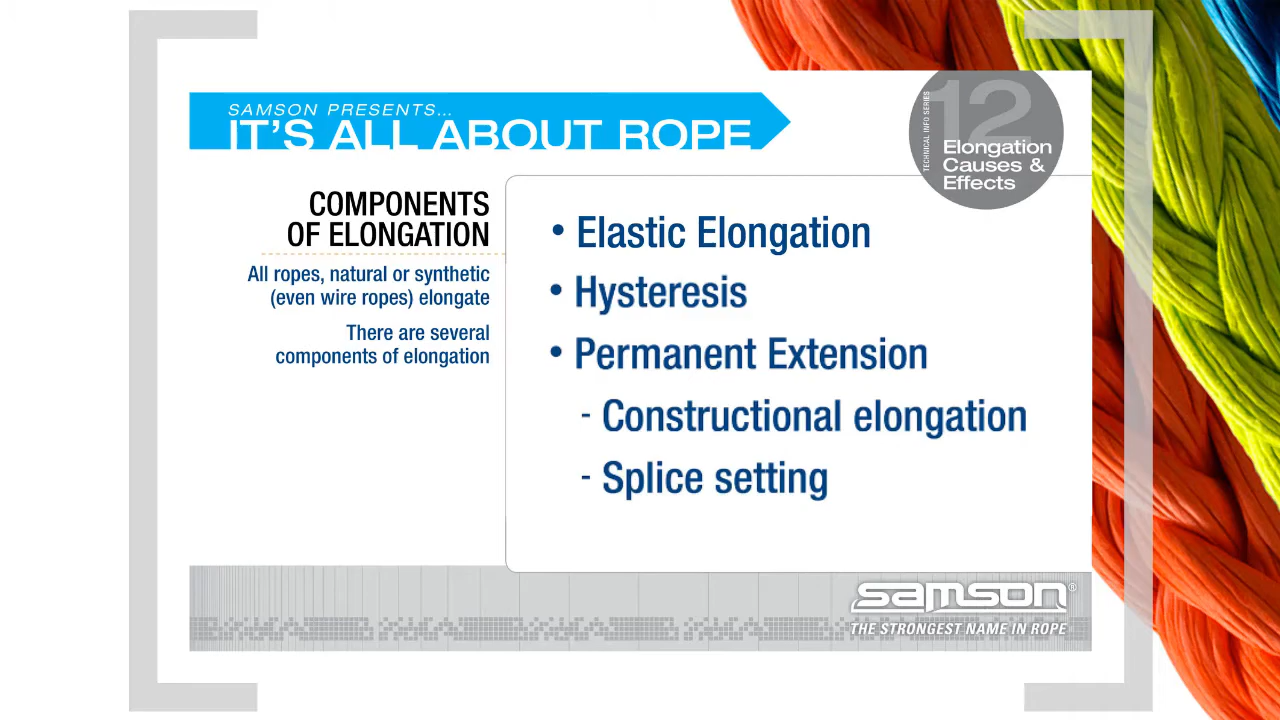 SAMSON PRESENTS...
IT'S ALL ABOUT ROPE
TECHNICAL INFO SERIES
12
Elongation
Causes &
Effects
COMPONENTS
OF ELONGATION
All ropes, natural or synthetic
(even wire ropes) elongate
There are several
components of elongation
• Elastic Elongation
• Hysteresis
• Permanent Extension
- Constructional elongation
- Splice setting
samson®
THE STRONGEST NAME IN ROPE